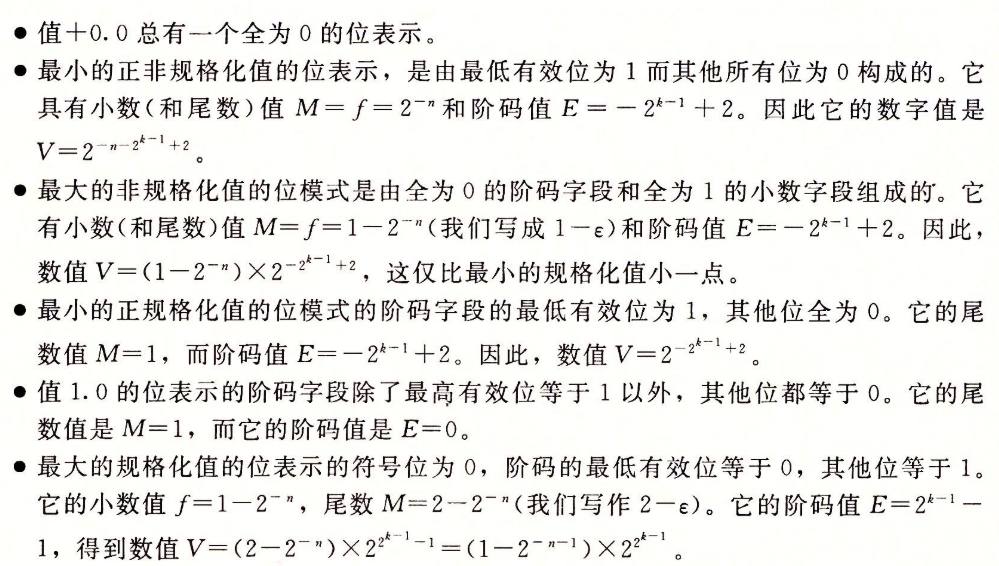 ● 值+0.0 总有一个全为 0 的位表示。
● 最小的正非规格化值的位表示，是由最低有效位为 1 而其他所有位为 0 构成的。它
具有小数(和尾数)值 M=f=2⁻ⁿ 和阶码值 E=-2ᵏ⁻¹+2。因此它的数字值是
V=2^{-n-2^{k-1}+2}。
● 最大的非规格化值的位模式是由全为 0 的阶码字段和全为 1 的小数字段组成的。它
有小数(和尾数)值 M=f=1-2⁻ⁿ(我们写成 1-ε)和阶码值 E=-2ᵏ⁻¹+2。因此，
数值 V=(1-2⁻ⁿ)×2^{-2^{k-1}+2}，这仅比最小的规格化值小一点。
● 最小的正规格化值的位模式的阶码字段的最低有效位为 1，其他位全为 0。它的尾
数值 M=1，而阶码值 E=-2ᵏ⁻¹+2。因此，数值 V=2^{-2^{k-1}+2}。
● 值 1.0 的位表示的阶码字段除了最高有效位等于 1 以外，其他位都等于 0。它的尾
数值是 M=1，而它的阶码值是 E=0。
● 最大的规格化值的位表示的符号位为 0，阶码的最低有效位等于 0，其他位等于 1。
它的小数值 f=1-2⁻ⁿ，尾数 M=2-2⁻ⁿ(我们写作 2-ε)。它的阶码值 E=2ᵏ⁻¹-
1，得到数值 V=(2-2⁻ⁿ)×2^{2^{k-1}-1}=(1-2⁻ⁿ⁻¹)×2^{2^{k-1}}。